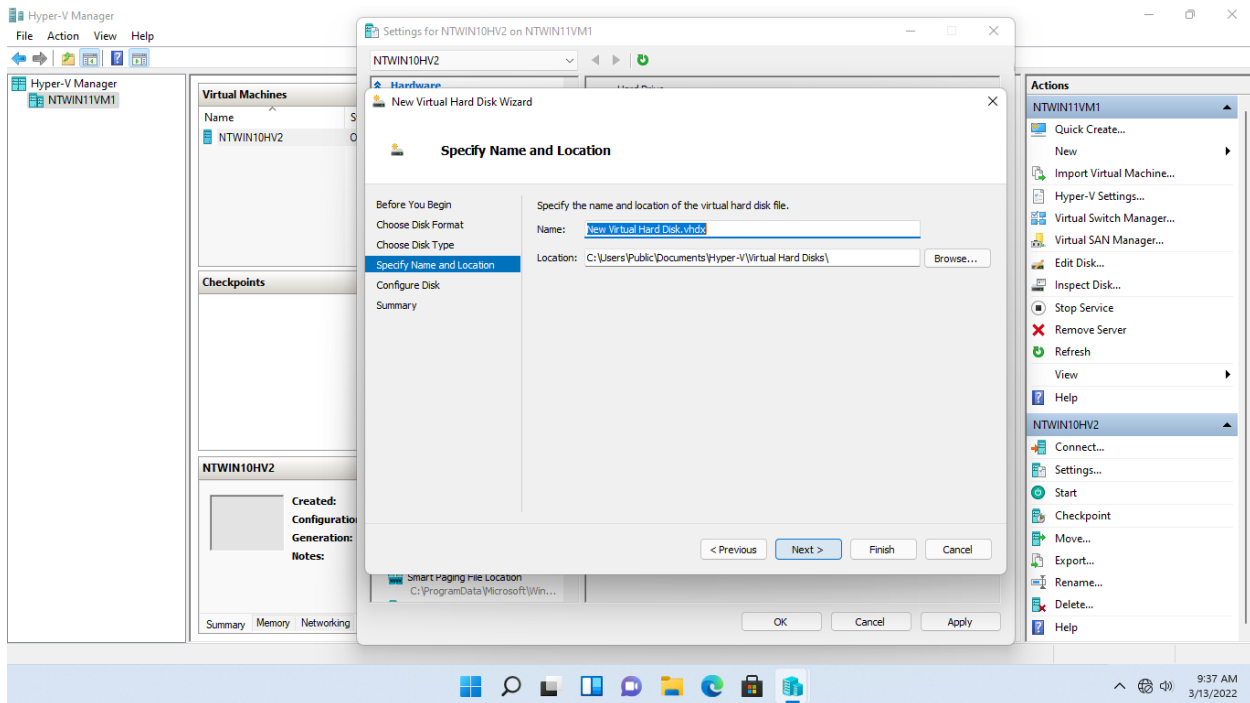 Hyper-V Manager
File Action View Help
Hyper-V Manager
NTWIN11VM1
Virtual Machines
Name
NTWIN10HV2
Checkpoints
NTWIN10HV2
Created:
Configuratio
Generation:
Notes:
Summary Memory Networking
Settings for NTWIN10HV2 on NTWIN11VM1
NTWIN10HV2
Hardware
Hard Drive
New Virtual Hard Disk Wizard
Specify Name and Location
Before You Begin
Choose Disk Format
Choose Disk Type
Specify Name and Location
Configure Disk
Summary
Specify the name and location of the virtual hard disk file.
Name: New Virtual Hard Disk.vhdx
Location: C:\Users\Public\Documents\Hyper-V\Virtual Hard Disks\ Browse...
< Previous Next > Finish Cancel
Smart Paging File Location
C:\ProgramData\Microsoft\Win...
OK Cancel Apply
Actions
NTWIN11VM1
Quick Create...
New
Import Virtual Machine...
Hyper-V Settings...
Virtual Switch Manager...
Virtual SAN Manager...
Edit Disk...
Inspect Disk...
Stop Service
Remove Server
Refresh
View
Help
NTWIN10HV2
Connect...
Settings...
Start
Checkpoint
Move...
Export...
Rename...
Delete...
Help
9:37 AM
3/13/2022